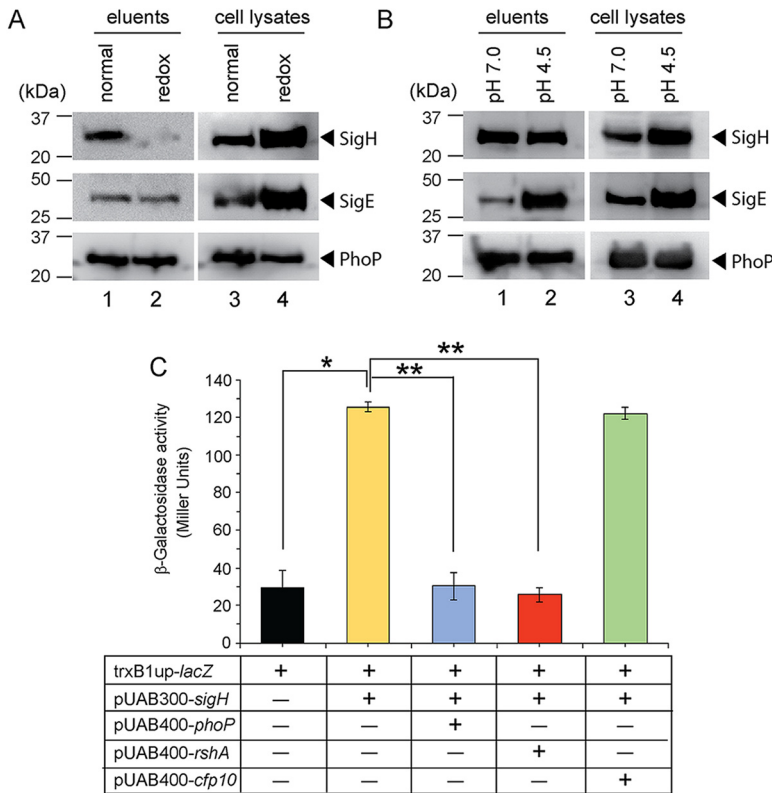 A
eluents
cell lysates
normal
redox
normal
redox
(kDa)
37
20
SigH
50
25
SigE
37
20
PhoP
1 2 3 4
B
eluents
cell lysates
pH 7.0
pH 4.5
pH 7.0
pH 4.5
(kDa)
37
20
SigH
50
25
SigE
37
20
PhoP
1 2 3 4
C
β-Galactosidase activity
(Miller Units)
140
120
100
80
60
40
20
0
*
**
**
trxB1up-lacZ + + + + +
pUAB300-sigH — + + + +
pUAB400-phoP — — + — —
pUAB400-rshA — — — + —
pUAB400-cfp10 — — — — +